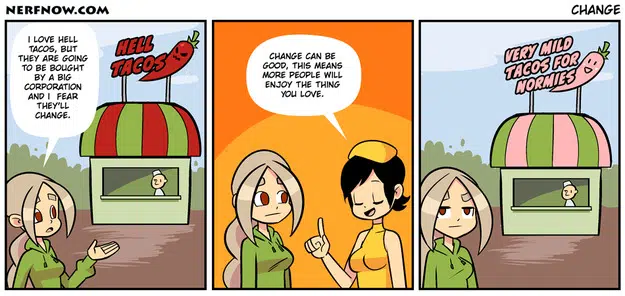 NERFNOW.COM
CHANGE
I LOVE HELL
TACOS, BUT
THEY ARE GOING
TO BE BOUGHT
BY A BIG
CORPORATION
AND I FEAR
THEY'LL
CHANGE.
HELL
TACOS
CHANGE CAN BE
GOOD, THIS MEANS
MORE PEOPLE WILL
ENJOY THE THING
YOU LOVE.
VERY MILD
TACOS FOR
NORMIES